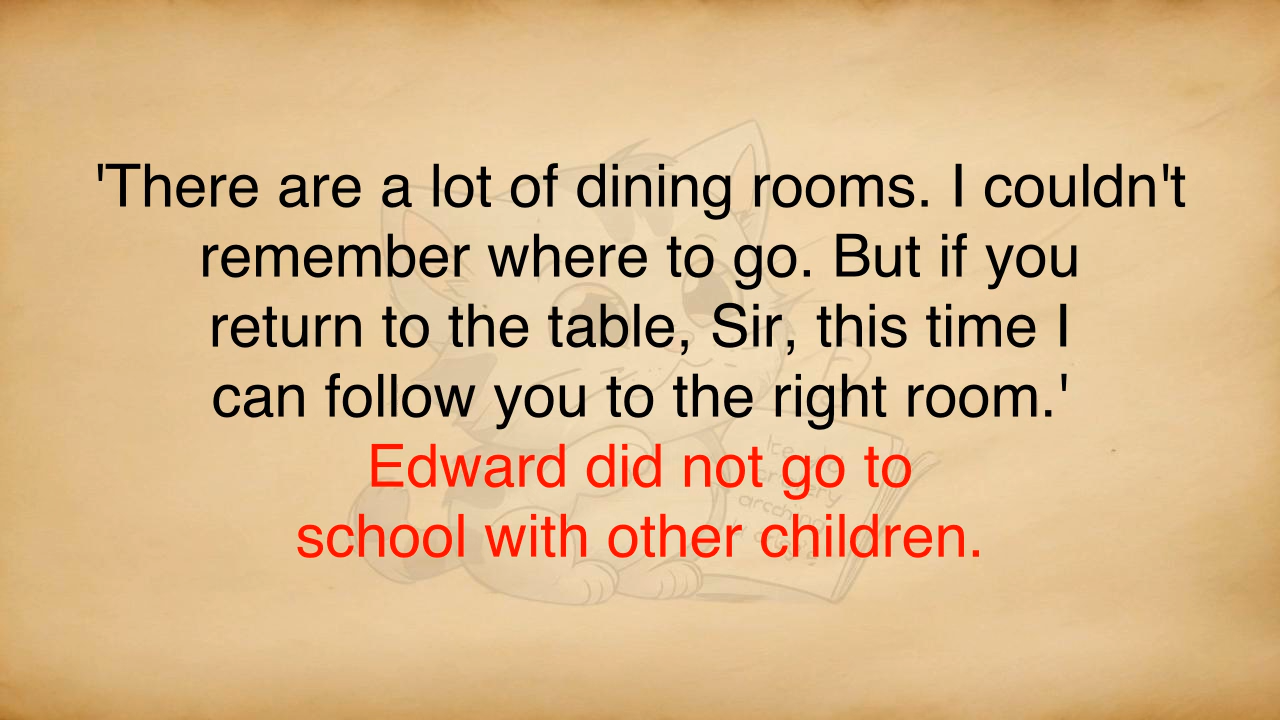 'There are a lot of dining rooms. I couldn't
remember where to go. But if you
return to the table, Sir, this time I
can follow you to the right room.'
Edward did not go to
school with other children.